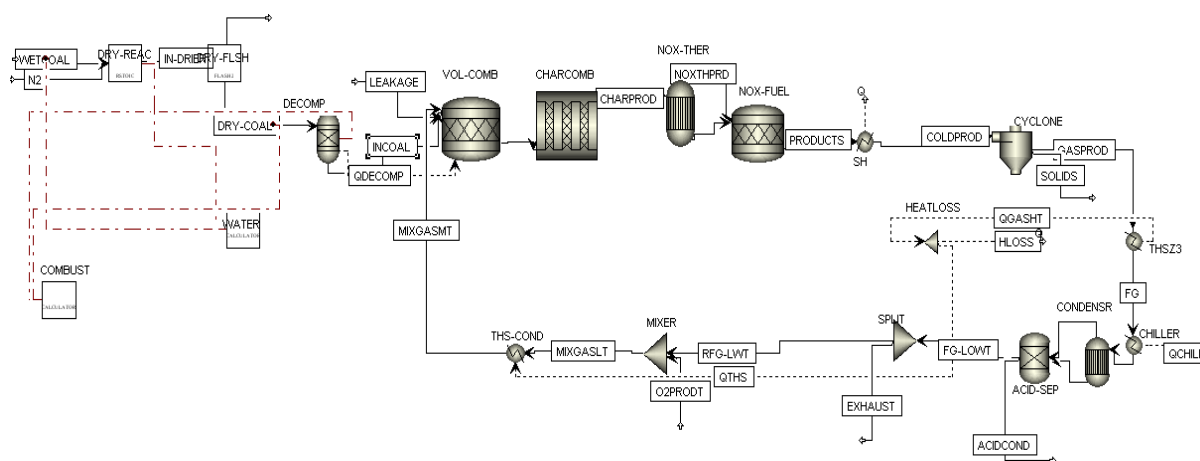 NOX-THER
WETCOAL
DRY-REAC
IN-DRIER
DRY-FLSH
N2
RSTOIC
FLASH2
LEAKAGE
VOL-COMB
CHARCOMB
NOXTHPRD
CHARPROD
NOX-FUEL
Q
DECOMP
DRY-COAL
INCOAL
QDECOMP
PRODUCTS
SH
COLDPROD
CYCLONE
GASPROD
SOLIDS
WATER
CALCULATOR
MIXGASMT
HEATLOSS
QGASHT
HLOSS
Q
THSZ3
COMBUST
CALCULATOR
FG
CONDENSR
CHILLER
QCHILL
THS-COND
MIXGASLT
MIXER
RFG-LWT
SPLIT
FG-LOWT
QTHS
O2PRODT
EXHAUST
ACID-SEP
ACIDCOND